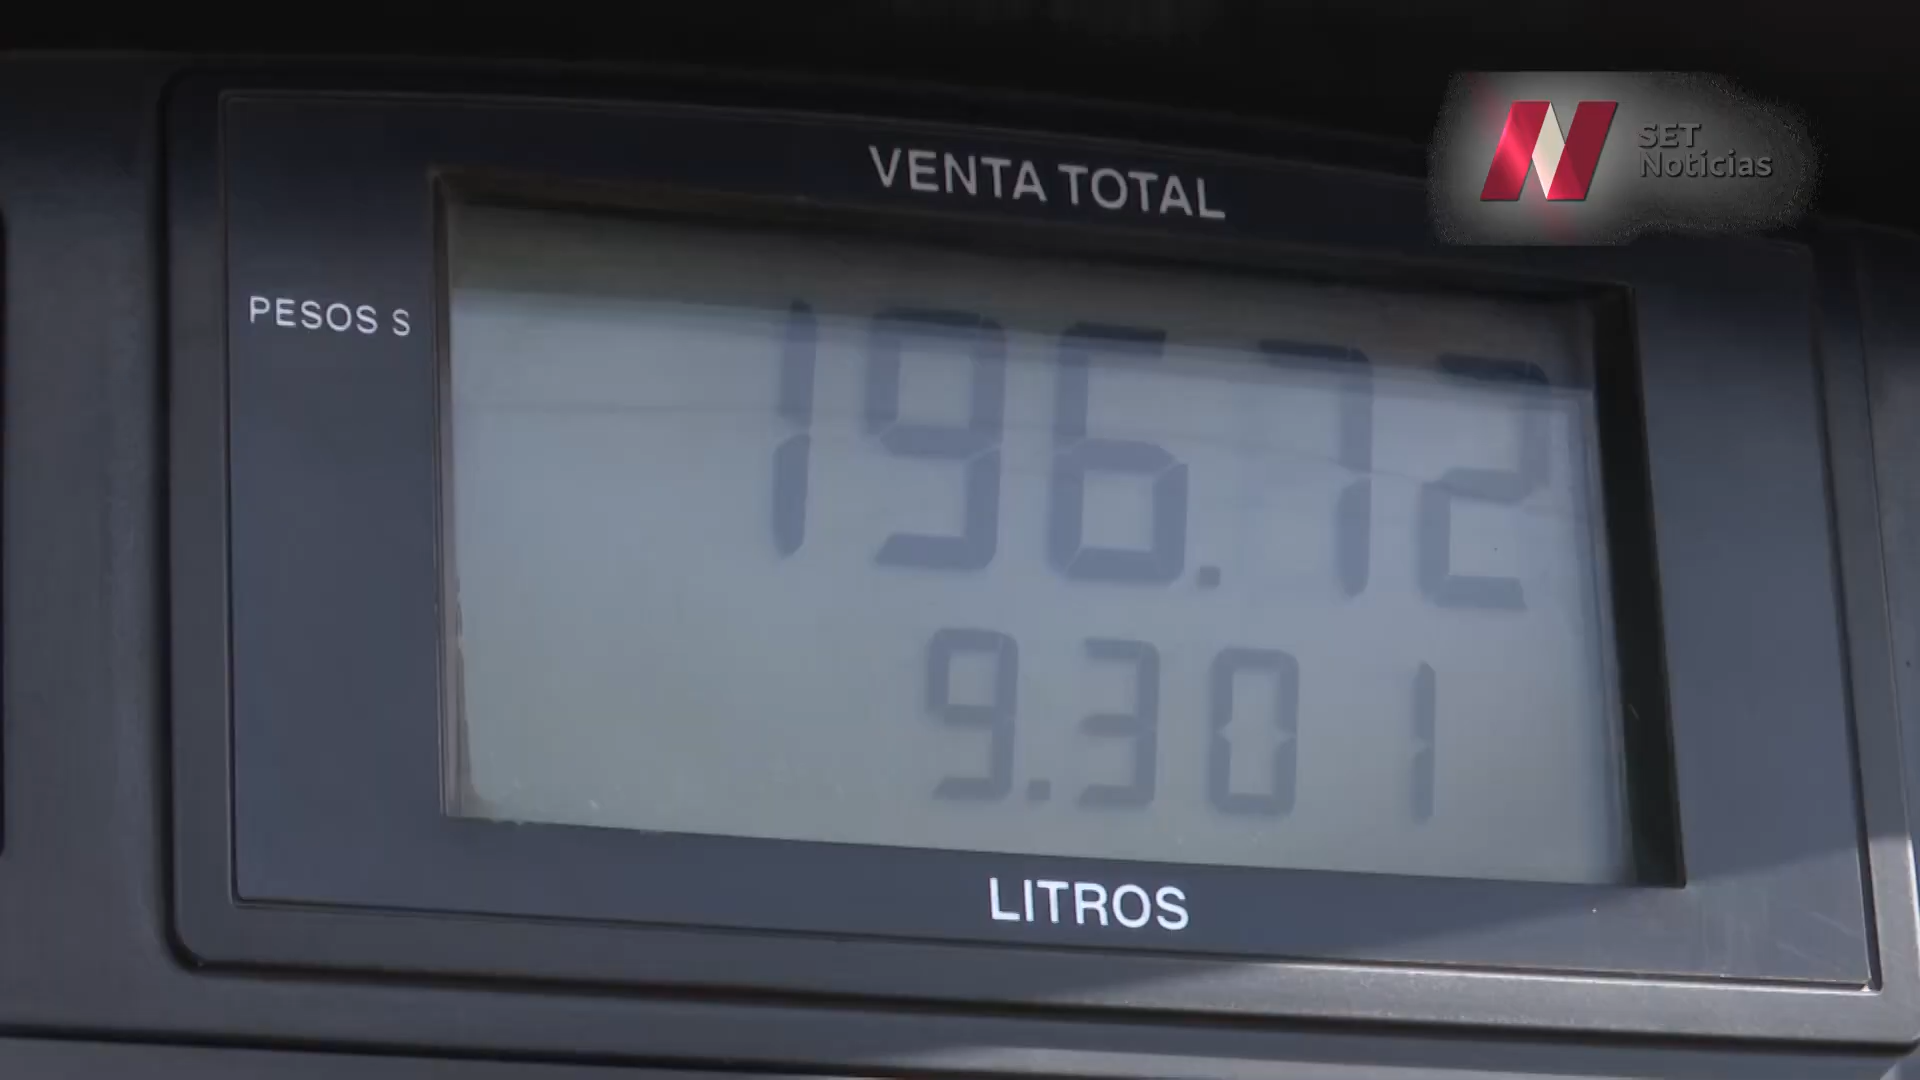 SET
Noticias
VENTA TOTAL
PESOS $
196.72
9.301
LITROS